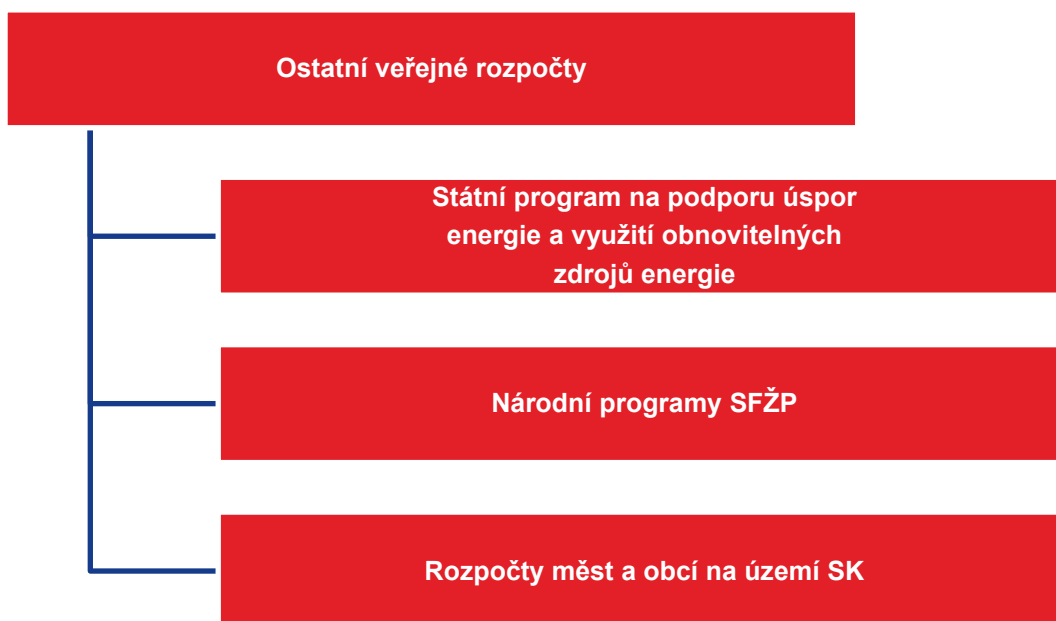 Ostatní veřejné rozpočty
Státní program na podporu úspor
energie a využití obnovitelných
zdrojů energie
Národní programy SFŽP
Rozpočty měst a obcí na území SK